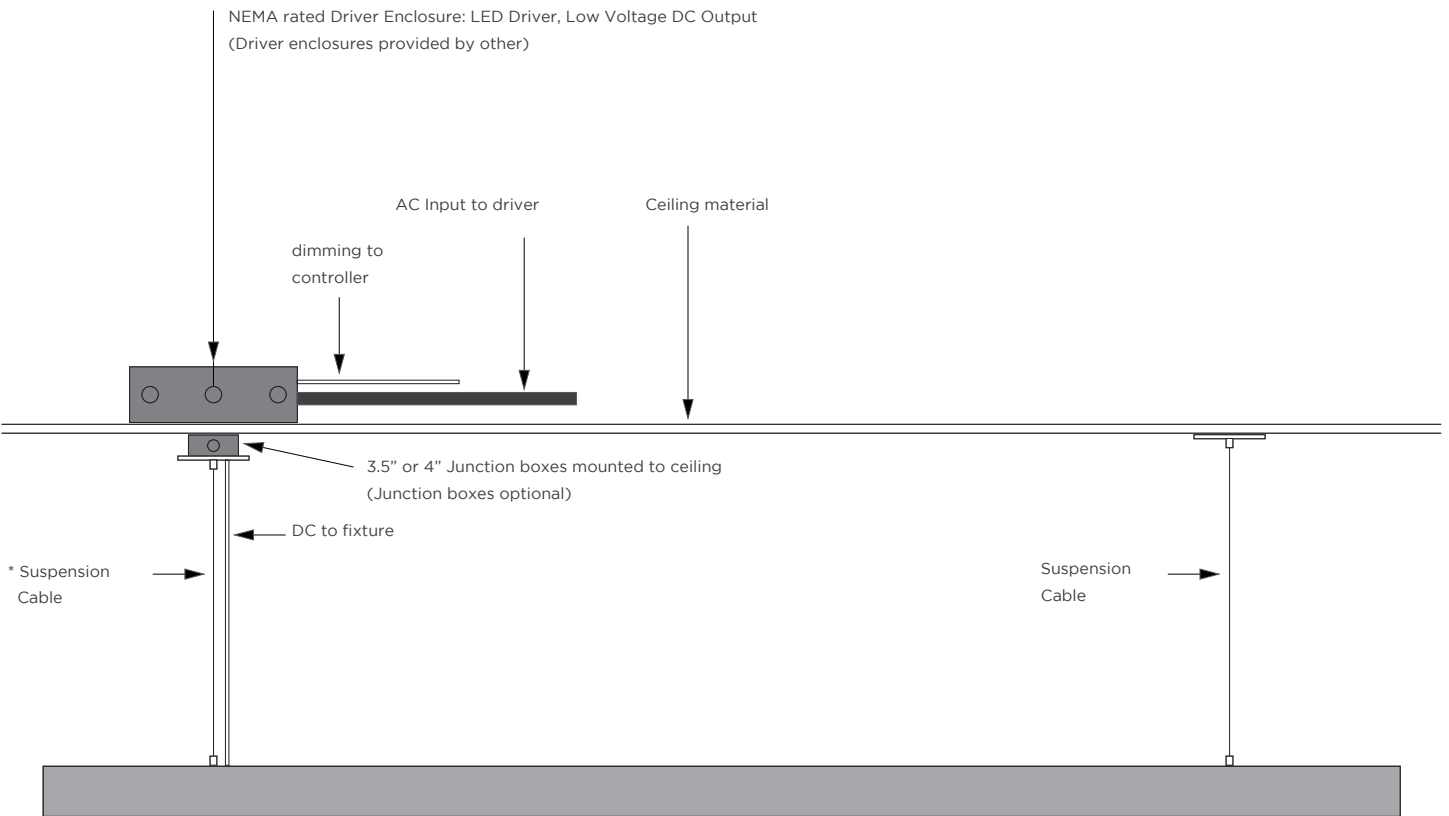 NEMA rated Driver Enclosure: LED Driver, Low Voltage DC Output
(Driver enclosures provided by other)
AC Input to driver
Ceiling material
dimming to
controller
3.5” or 4” Junction boxes mounted to ceiling
(Junction boxes optional)
DC to fixture
* Suspension
Cable
Suspension
Cable